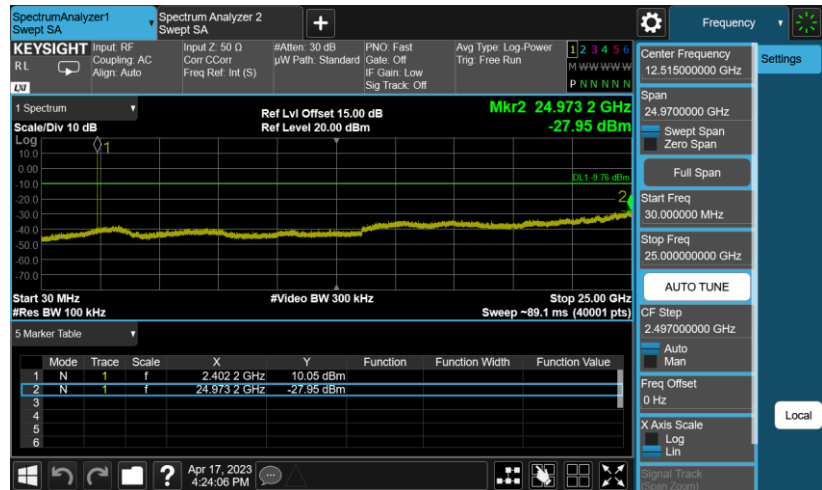 SpectrumAnalyzer1
Swept SA
Spectrum Analyzer 2
Swept SA
+
Frequency
KEYSIGHT
RL
LXI
Input: RF
Coupling: AC
Align: Auto
Input Z: 50 Ω
Corr CCorr
Freq Ref: Int (S)
#Atten: 30 dB
µW Path: Standard
PNO: Fast
Gate: Off
IF Gain: Low
Sig Track: Off
Avg Type: Log-Power
Trig: Free Run
1 2 3 4 5 6
M W W W W W
P N N N N N
1 Spectrum
Scale/Div 10 dB
Ref Lvl Offset 15.00 dB
Ref Level 20.00 dBm
Mkr2 24.973 2 GHz
-27.95 dBm
Log
10.0
0.00
-10.0
-20.0
-30.0
-40.0
-50.0
-60.0
-70.0
1
DL1 -9.76 dBm
2
Start 30 MHz
#Res BW 100 kHz
#Video BW 300 kHz
Stop 25.00 GHz
Sweep ~89.1 ms (40001 pts)
5 Marker Table
Mode Trace Scale X Y Function Function Width Function Value
1 N 1 f 2.402 2 GHz 10.05 dBm
2 N 1 f 24.973 2 GHz -27.95 dBm
3
4
5
6
Center Frequency
12.515000000 GHz
Settings
Span
24.9700000 GHz
Swept Span
Zero Span
Full Span
Start Freq
30.000000 MHz
Stop Freq
25.000000000 GHz
AUTO TUNE
CF Step
2.497000000 GHz
Auto
Man
Freq Offset
0 Hz
Local
X Axis Scale
Log
Lin
Signal Track
(Span Zoom)
?
Apr 17, 2023
4:24:06 PM